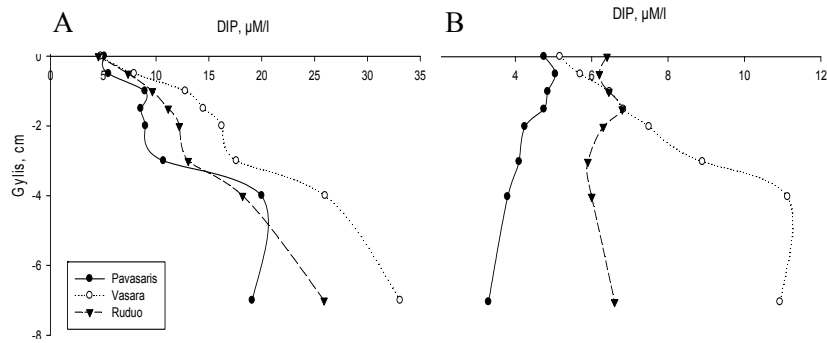 A
DIP, µM/l
0 5 10 15 20 25 30 35
0
-2
-4
-6
-8
Gylis, cm
Pavasaris
Vasara
Ruduo
B
DIP, µM/l
4 6 8 10 12